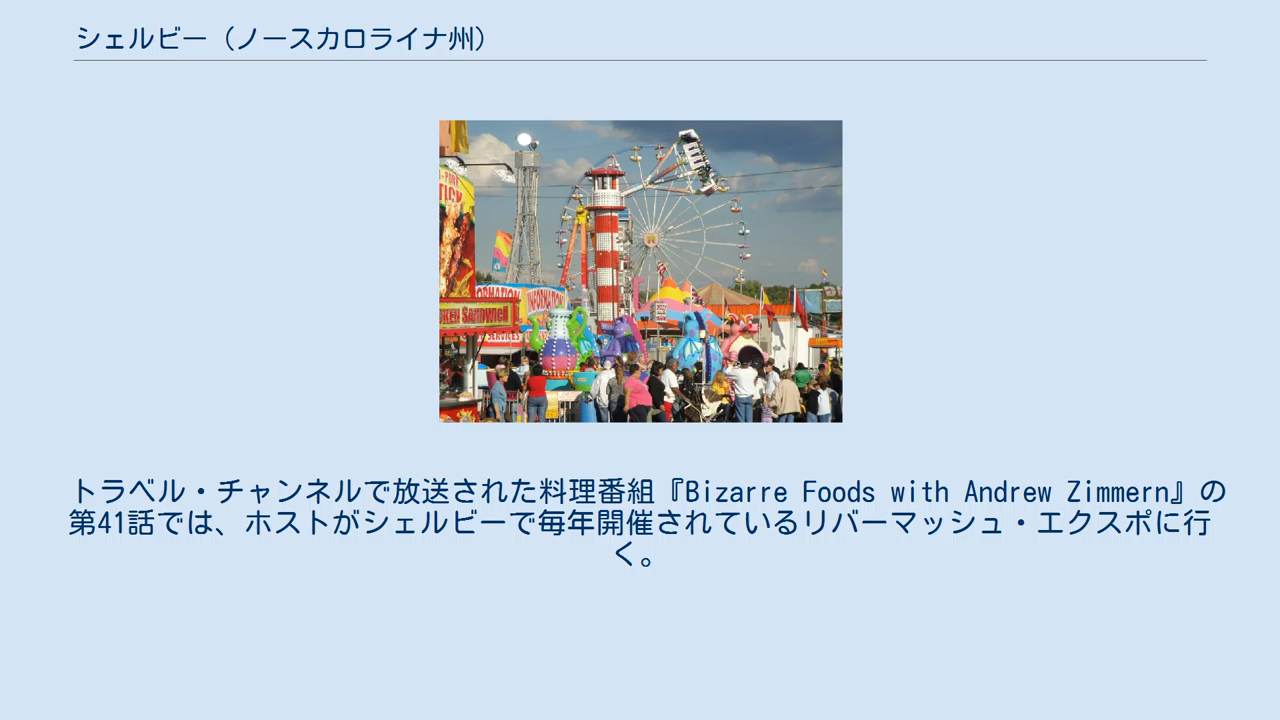 シェルビー（ノースカロライナ州）
TICK
INFORMATION
INFORMATION
SERVICES
トラベル・チャンネルで放送された料理番組『Bizarre Foods with Andrew Zimmern』の
第41話では、ホストがシェルビーで毎年開催されているリバーマッシュ・エクスポに行
く。